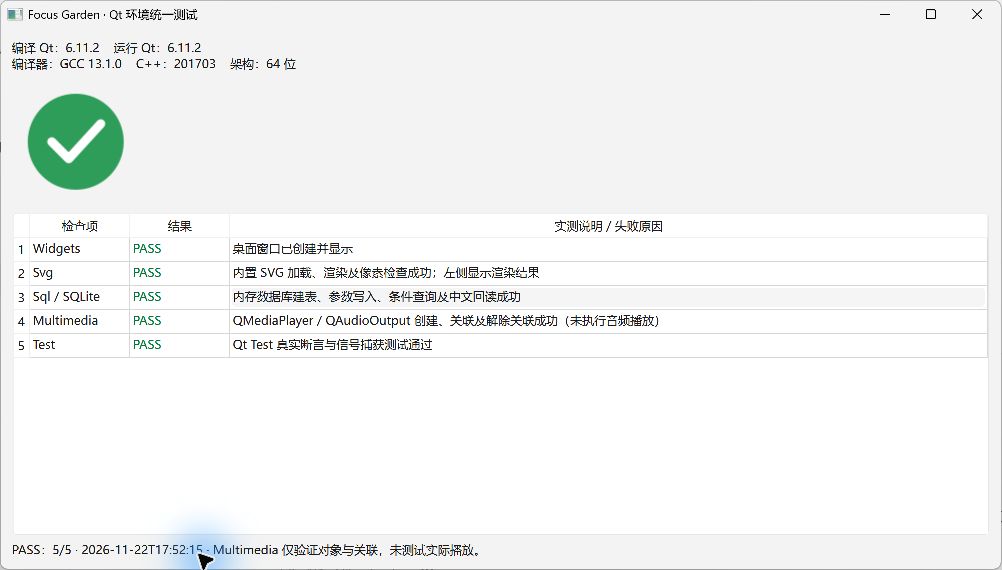 Focus Garden · Qt 环境统一测试
编译 Qt：6.11.2 运行 Qt：6.11.2
编译器：GCC 13.1.0 C++：201703 架构：64 位
检查项 结果 实测说明 / 失败原因
1 Widgets PASS 桌面窗口已创建并显示
2 Svg PASS 内置 SVG 加载、渲染及像素检查成功；左侧显示渲染结果
3 Sql / SQLite PASS 内存数据库建表、参数写入、条件查询及中文回读成功
4 Multimedia PASS QMediaPlayer / QAudioOutput 创建、关联及解除关联成功（未执行音频播放）
5 Test PASS Qt Test 真实断言与信号捕获测试通过
PASS：5/5 · 2026-11-22T17:52:15 · Multimedia 仅验证对象与关联，未测试实际播放。